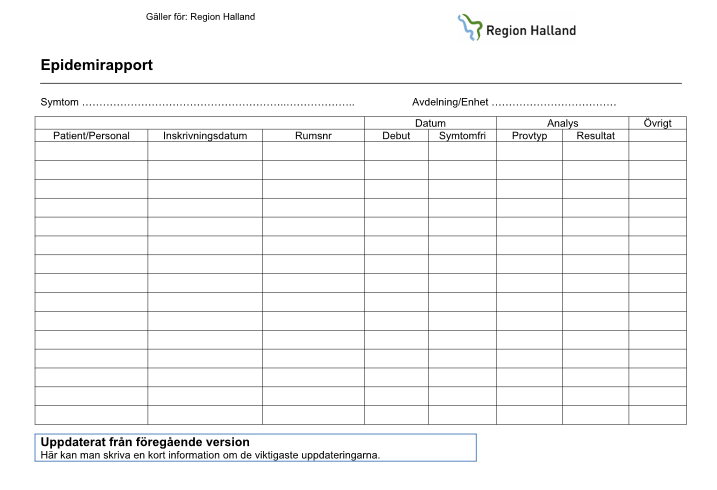 Gäller för: Region Halland
Region Halland
Epidemirapport
Symtom ………………………………………………….………………..
Avdelning/Enhet ………………………………
Datum Analys Övrigt
Patient/Personal Inskrivningsdatum Rumsnr Debut Symtomfri Provtyp Resultat
Uppdaterat från föregående version
Här kan man skriva en kort information om de viktigaste uppdateringarna.